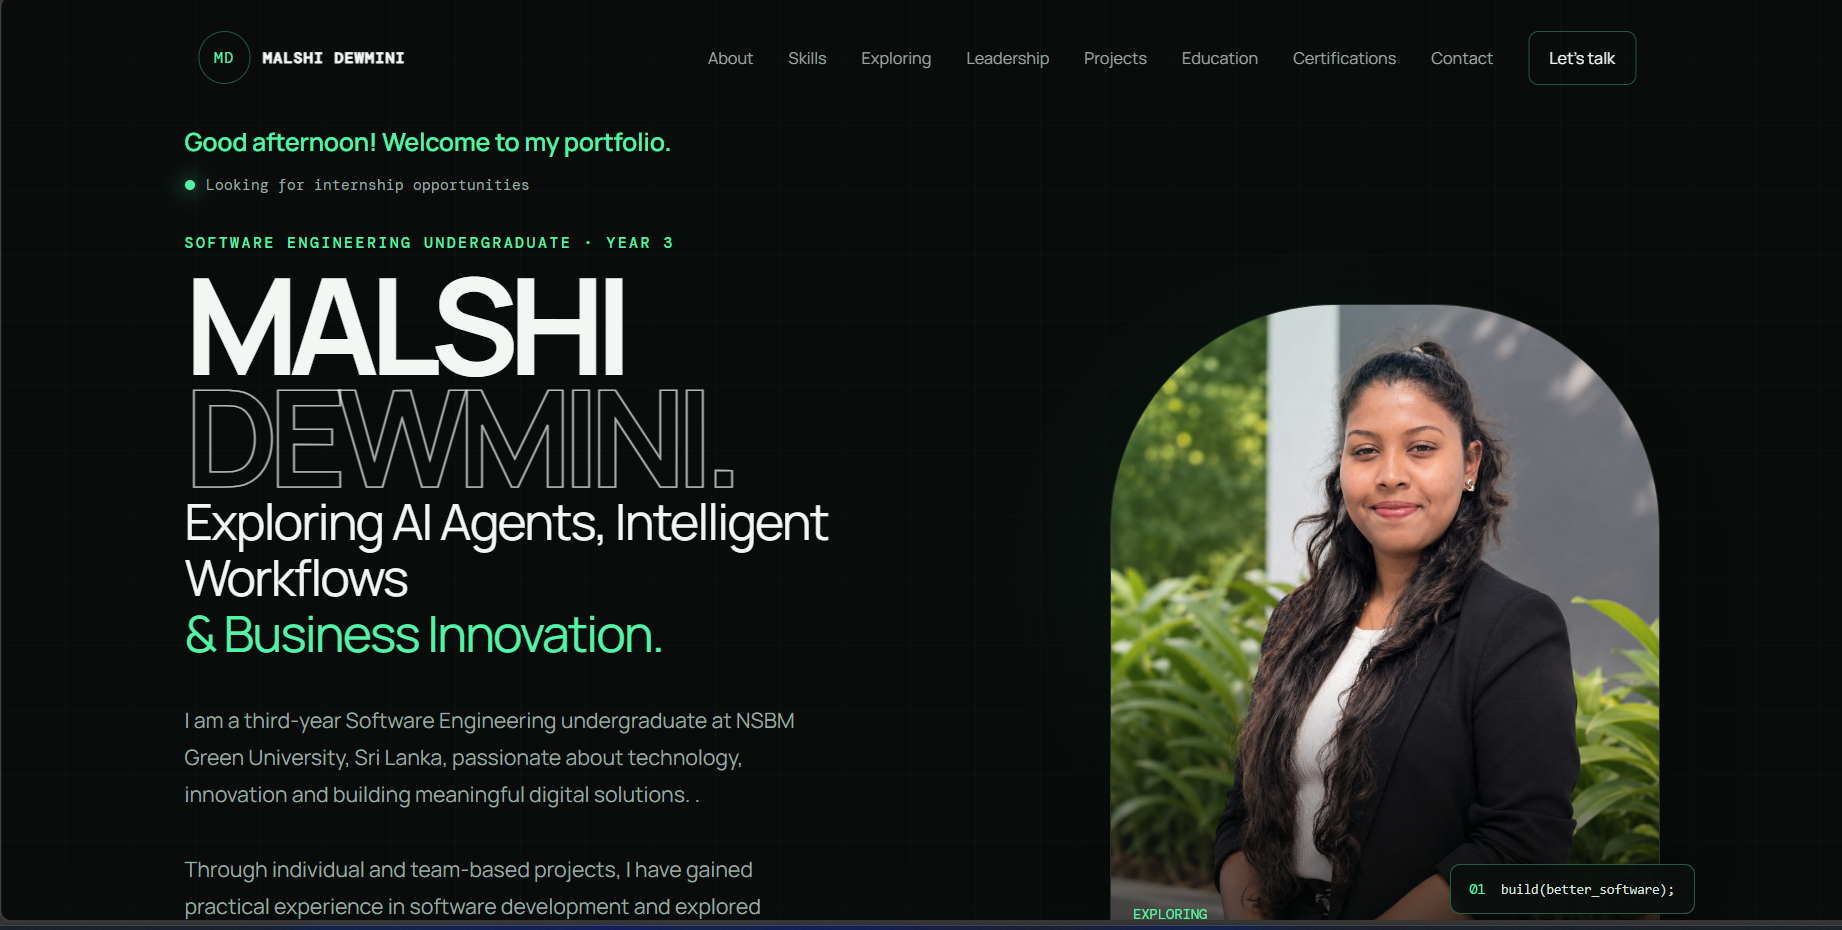 MD MALSHI DEWMINI
About Skills Exploring Leadership Projects Education Certifications Contact Let's talk
Good afternoon! Welcome to my portfolio.
Looking for internship opportunities
SOFTWARE ENGINEERING UNDERGRADUATE · YEAR 3
MALSHI
DEWMINI.
Exploring AI Agents, Intelligent
Workflows
& Business Innovation.
I am a third-year Software Engineering undergraduate at NSBM
Green University, Sri Lanka, passionate about technology,
innovation and building meaningful digital solutions. .
Through individual and team-based projects, I have gained
practical experience in software development and explored
01 build(better_software);
EXPLORING